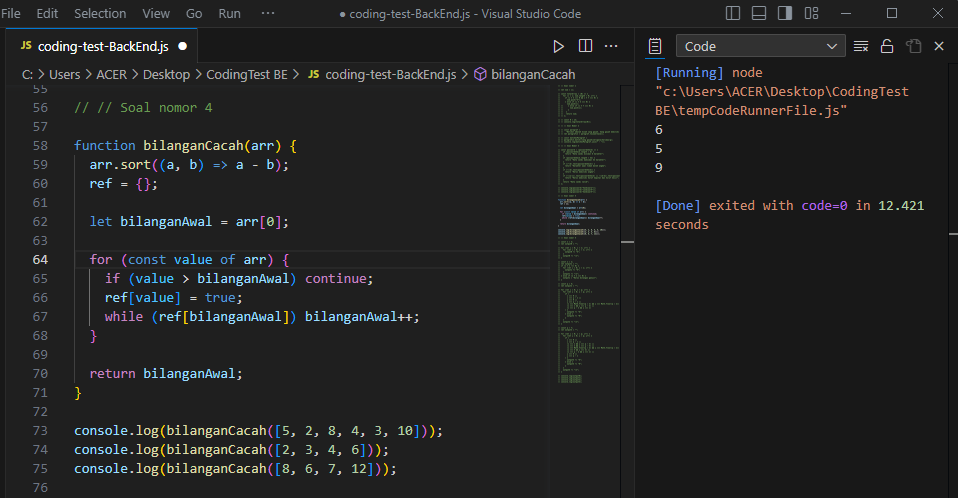 File Edit Selection View Go Run ··· ● coding-test-BackEnd.js - Visual Studio Code
JS coding-test-BackEnd.js ●
C: > Users > ACER > Desktop > CodingTest BE > JS coding-test-BackEnd.js > bilanganCacah
55
56 // // Soal nomor 4
57
58 function bilanganCacah(arr) {
59   arr.sort((a, b) => a - b);
60   ref = {};
61
62   let bilanganAwal = arr[0];
63
64   for (const value of arr) {
65     if (value > bilanganAwal) continue;
66     ref[value] = true;
67     while (ref[bilanganAwal]) bilanganAwal++;
68   }
69
70   return bilanganAwal;
71 }
72
73 console.log(bilanganCacah([5, 2, 8, 4, 3, 10]));
74 console.log(bilanganCacah([2, 3, 4, 6]));
75 console.log(bilanganCacah([8, 6, 7, 12]));
76
Code
[Running] node
"c:\Users\ACER\Desktop\CodingTest
BE\tempCodeRunnerFile.js"
6
5
9
[Done] exited with code=0 in 12.421
seconds